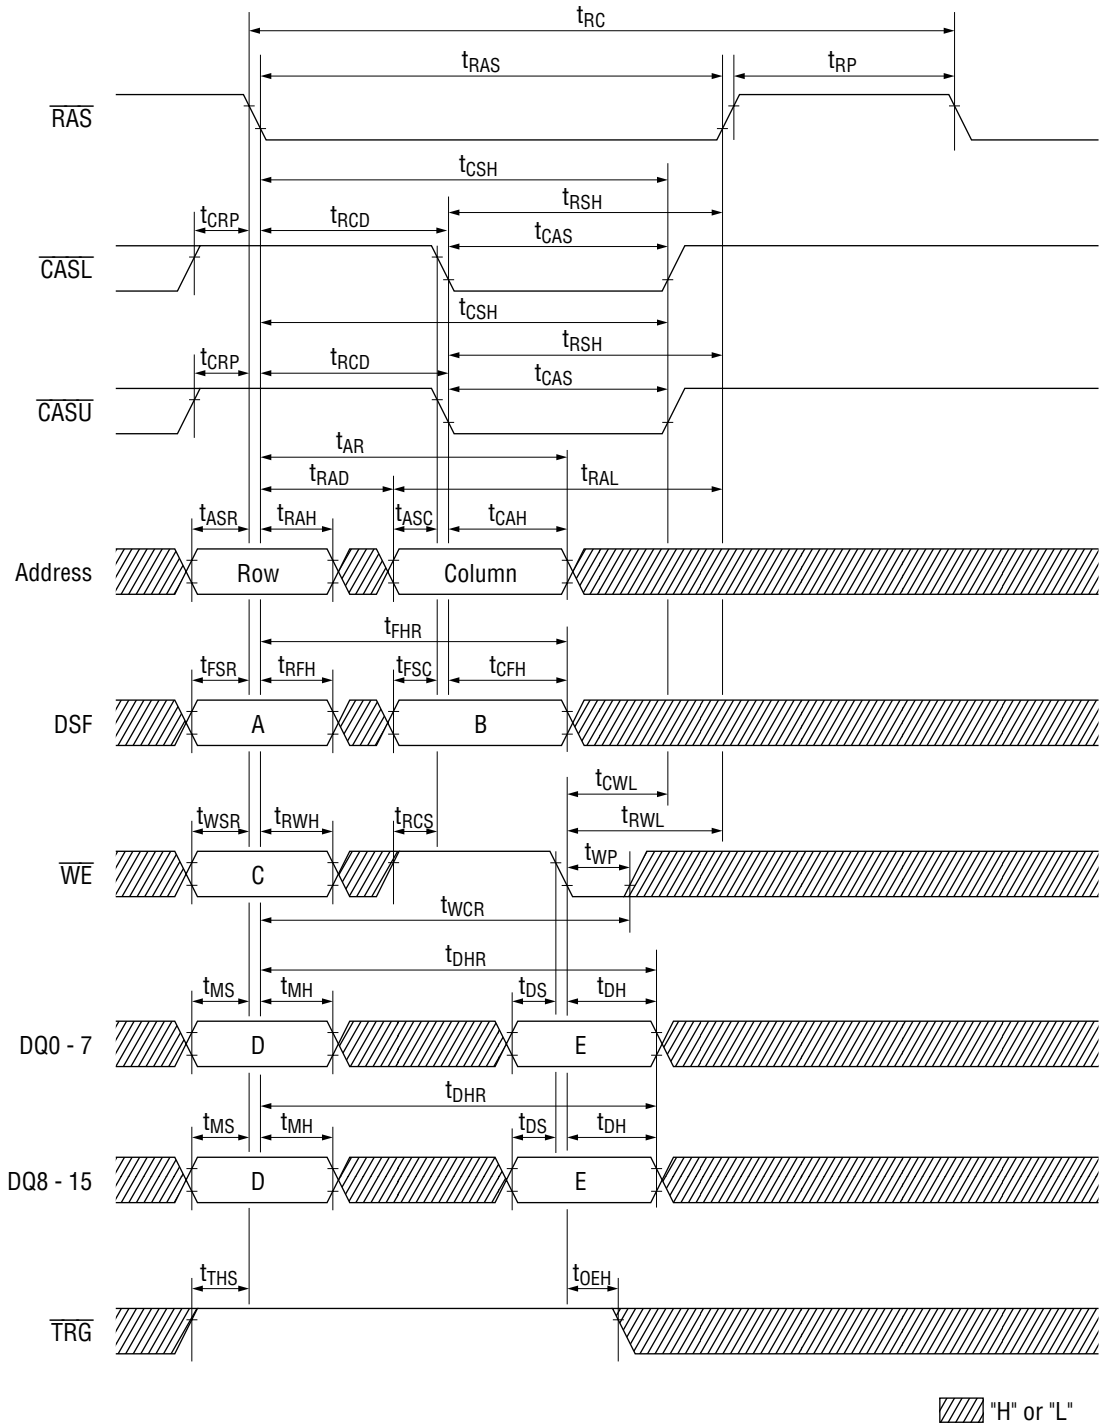 tRC
tRAS tRP
RAS
tCSH
tRSH
tCRP tRCD tCAS
CASL
tCSH
tRSH
tCRP tRCD tCAS
CASU
tAR
tRAD tRAL
tASR tRAH tASC tCAH
Address Row Column
tFHR
tFSR tRFH tFSC tCFH
DSF A B
tCWL
tWSR tRWH tRCS tRWL
tWP
WE C
tWCR
tDHR
tMS tMH tDS tDH
DQ0 - 7 D E
tDHR
tMS tMH tDS tDH
DQ8 - 15 D E
tTHS tOEH
TRG
"H" or "L"